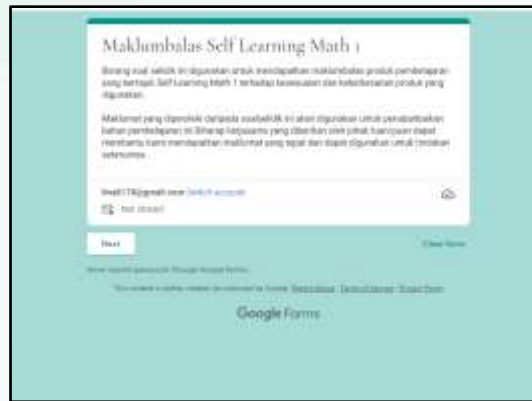 Maklumbalas Self Learning Math 1
Borang soal selidik ini digunakan untuk mendapatkan maklumbalas produk pembelajaran
yang bertajuk Self Learning Math 1 terhadap kesesuaian dan keberkesanan produk yang
digunakan.
Maklumat yang diperolehi daripada soalselidik ini akan digunakan untuk penambahbaikan
bahan pembelajaran ini. Diharap kerjasama yang diberikan oleh pihak tuan/puan dapat
membantu kami mendapatkan maklumat yang tepat dan dapat digunakan untuk tindakan
seterusnya.
Switch account
Not shared
Next
Clear form
Never submit passwords through Google Forms.
This content is neither created nor endorsed by Google. Report Abuse - Terms of Service - Privacy Policy
Google Forms